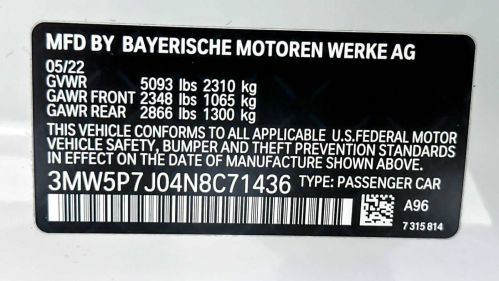 MFD BY BAYERISCHE MOTOREN WERKE AG
05/22
GVWR 5093 lbs 2310 kg
GAWR FRONT 2348 lbs 1065 kg
GAWR REAR 2866 lbs 1300 kg
THIS VEHICLE CONFORMS TO ALL APPLICABLE U.S.FEDERAL MOTOR
VEHICLE SAFETY, BUMPER AND THEFT PREVENTION STANDARDS
IN EFFECT ON THE DATE OF MANUFACTURE SHOWN ABOVE.
3MW5P7J04N8C71436 TYPE: PASSENGER CAR
A96
7 315 814